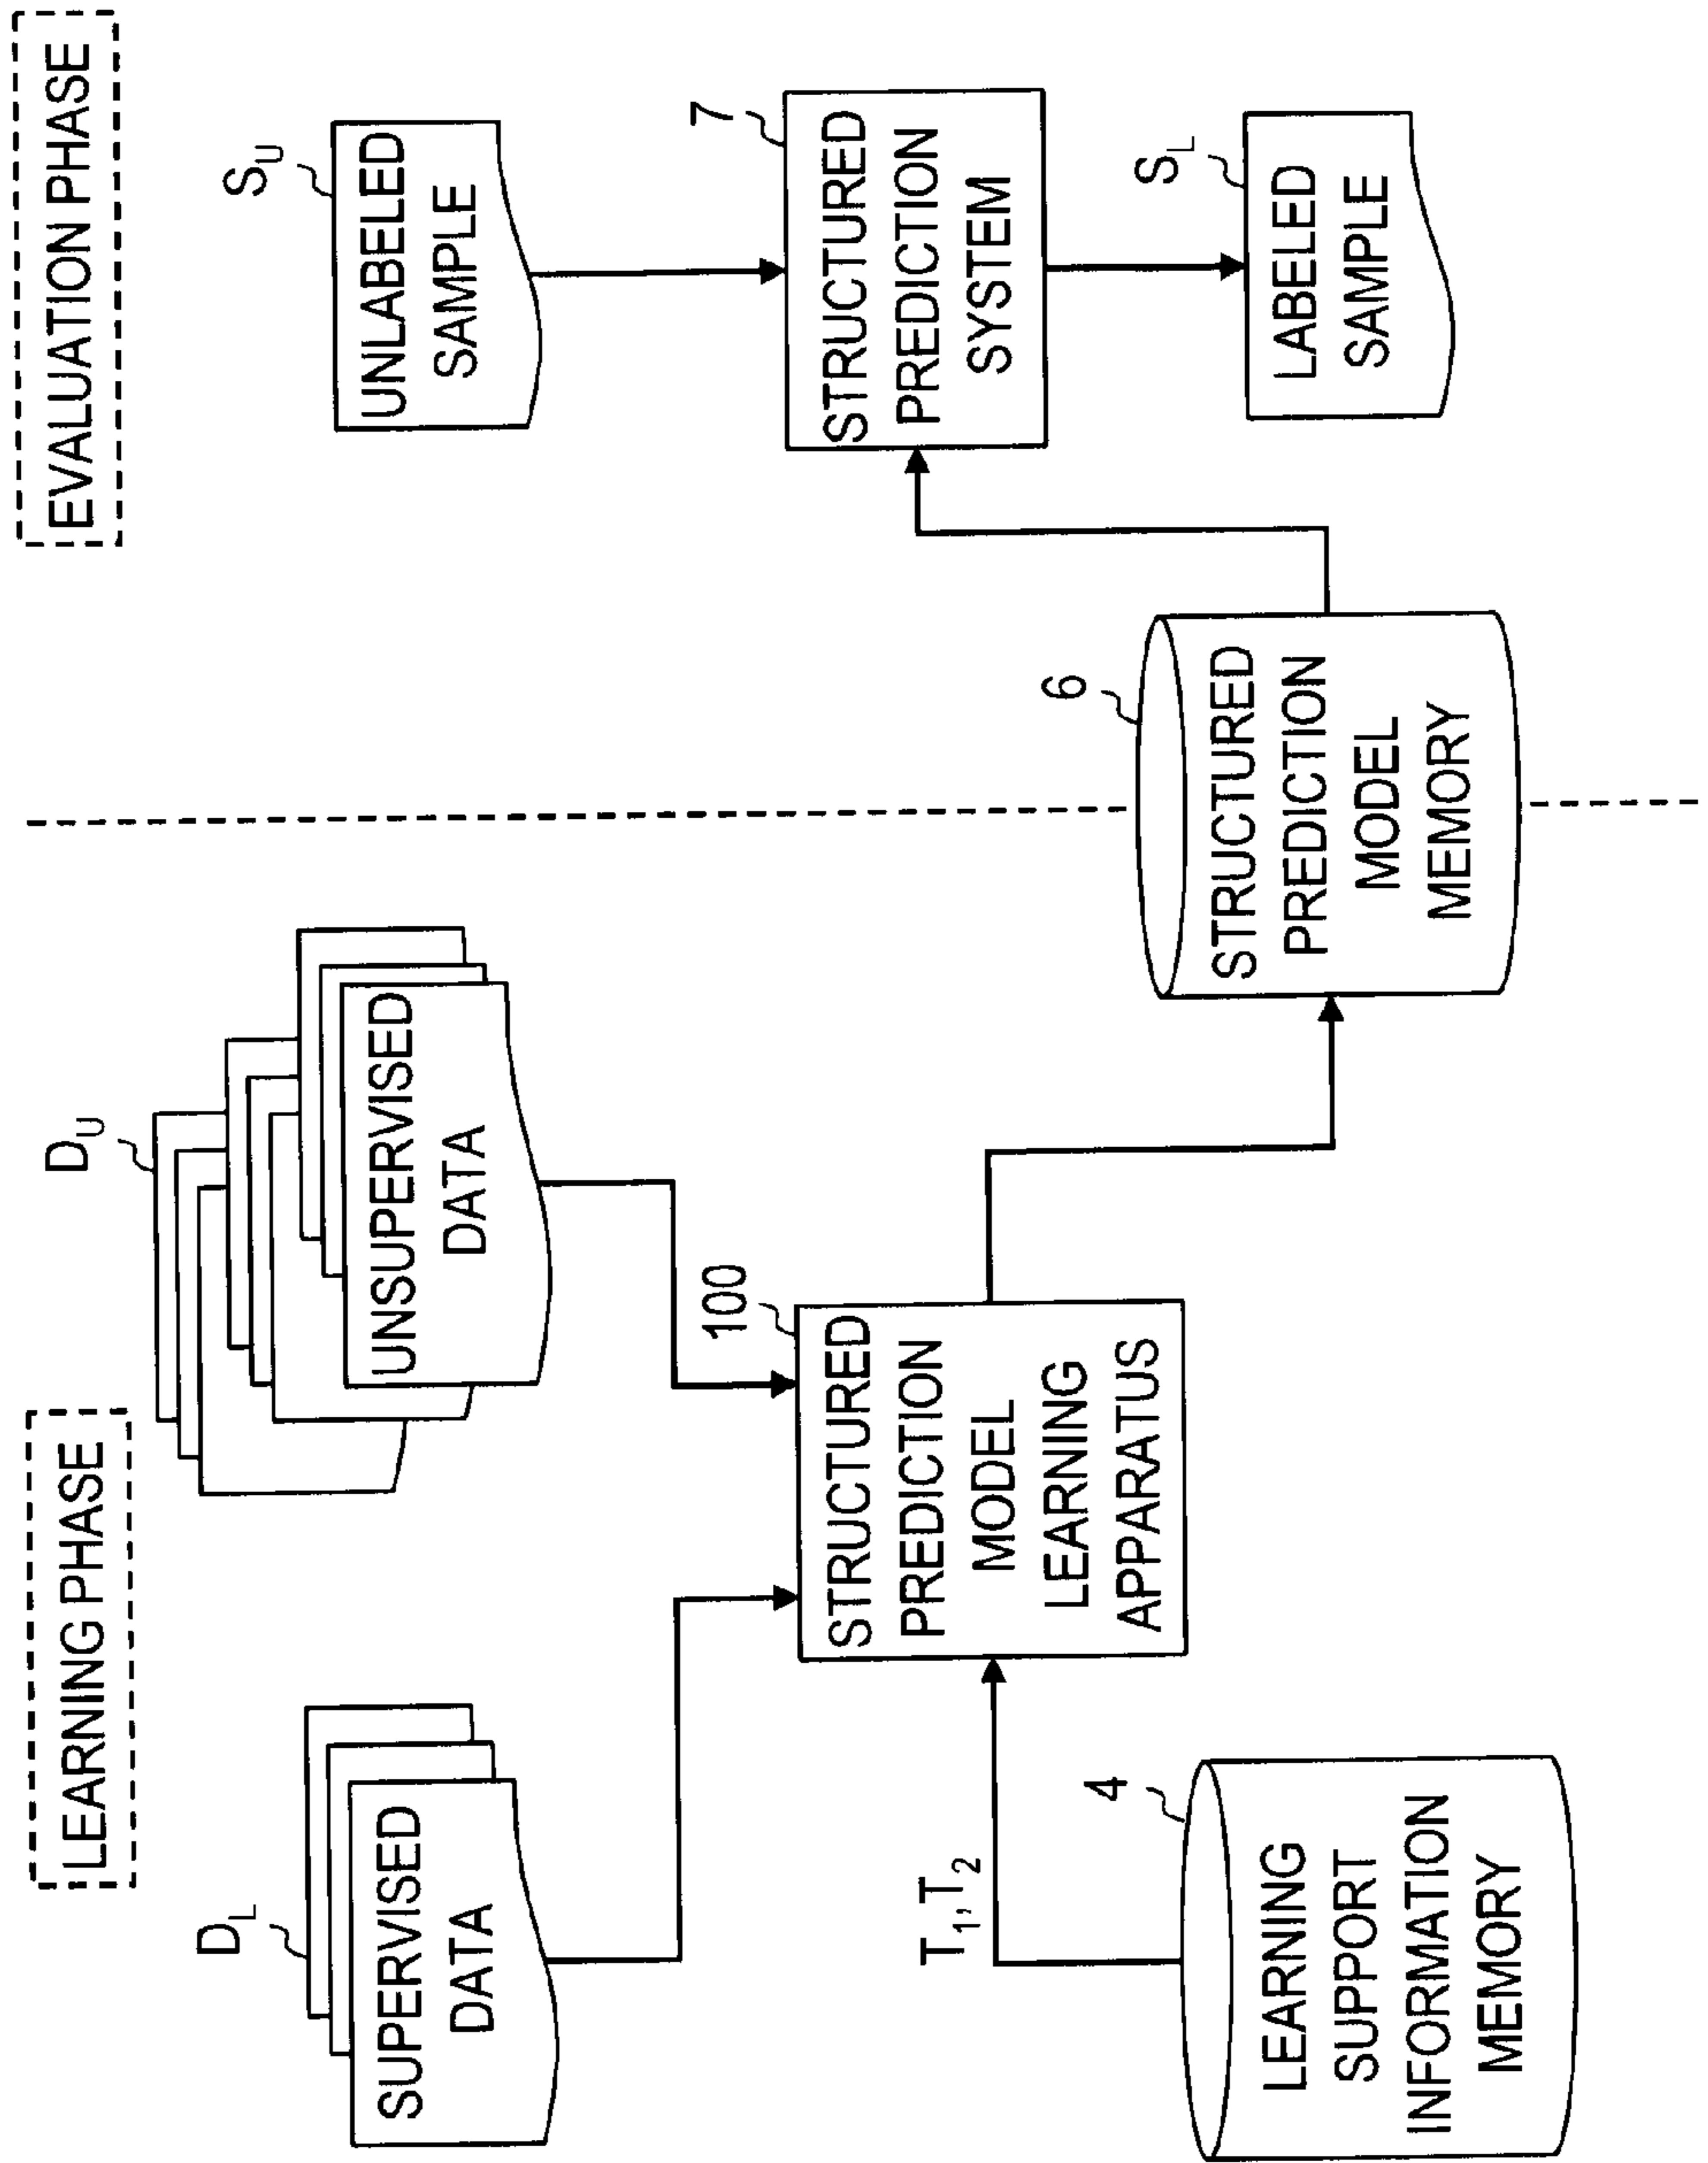 LEARNING PHASE
EVALUATION PHASE
D_L
SUPERVISED
DATA
D_U
UNSUPERVISED
DATA
S_U
UNLABELED
SAMPLE
100
STRUCTURED
PREDICTION
MODEL
LEARNING
APPARATUS
7
STRUCTURED
PREDICTION
SYSTEM
T_1,T_2
4
LEARNING
SUPPORT
INFORMATION
MEMORY
6
STRUCTURED
PREDICTION
MODEL
MEMORY
S_L
LABELED
SAMPLE